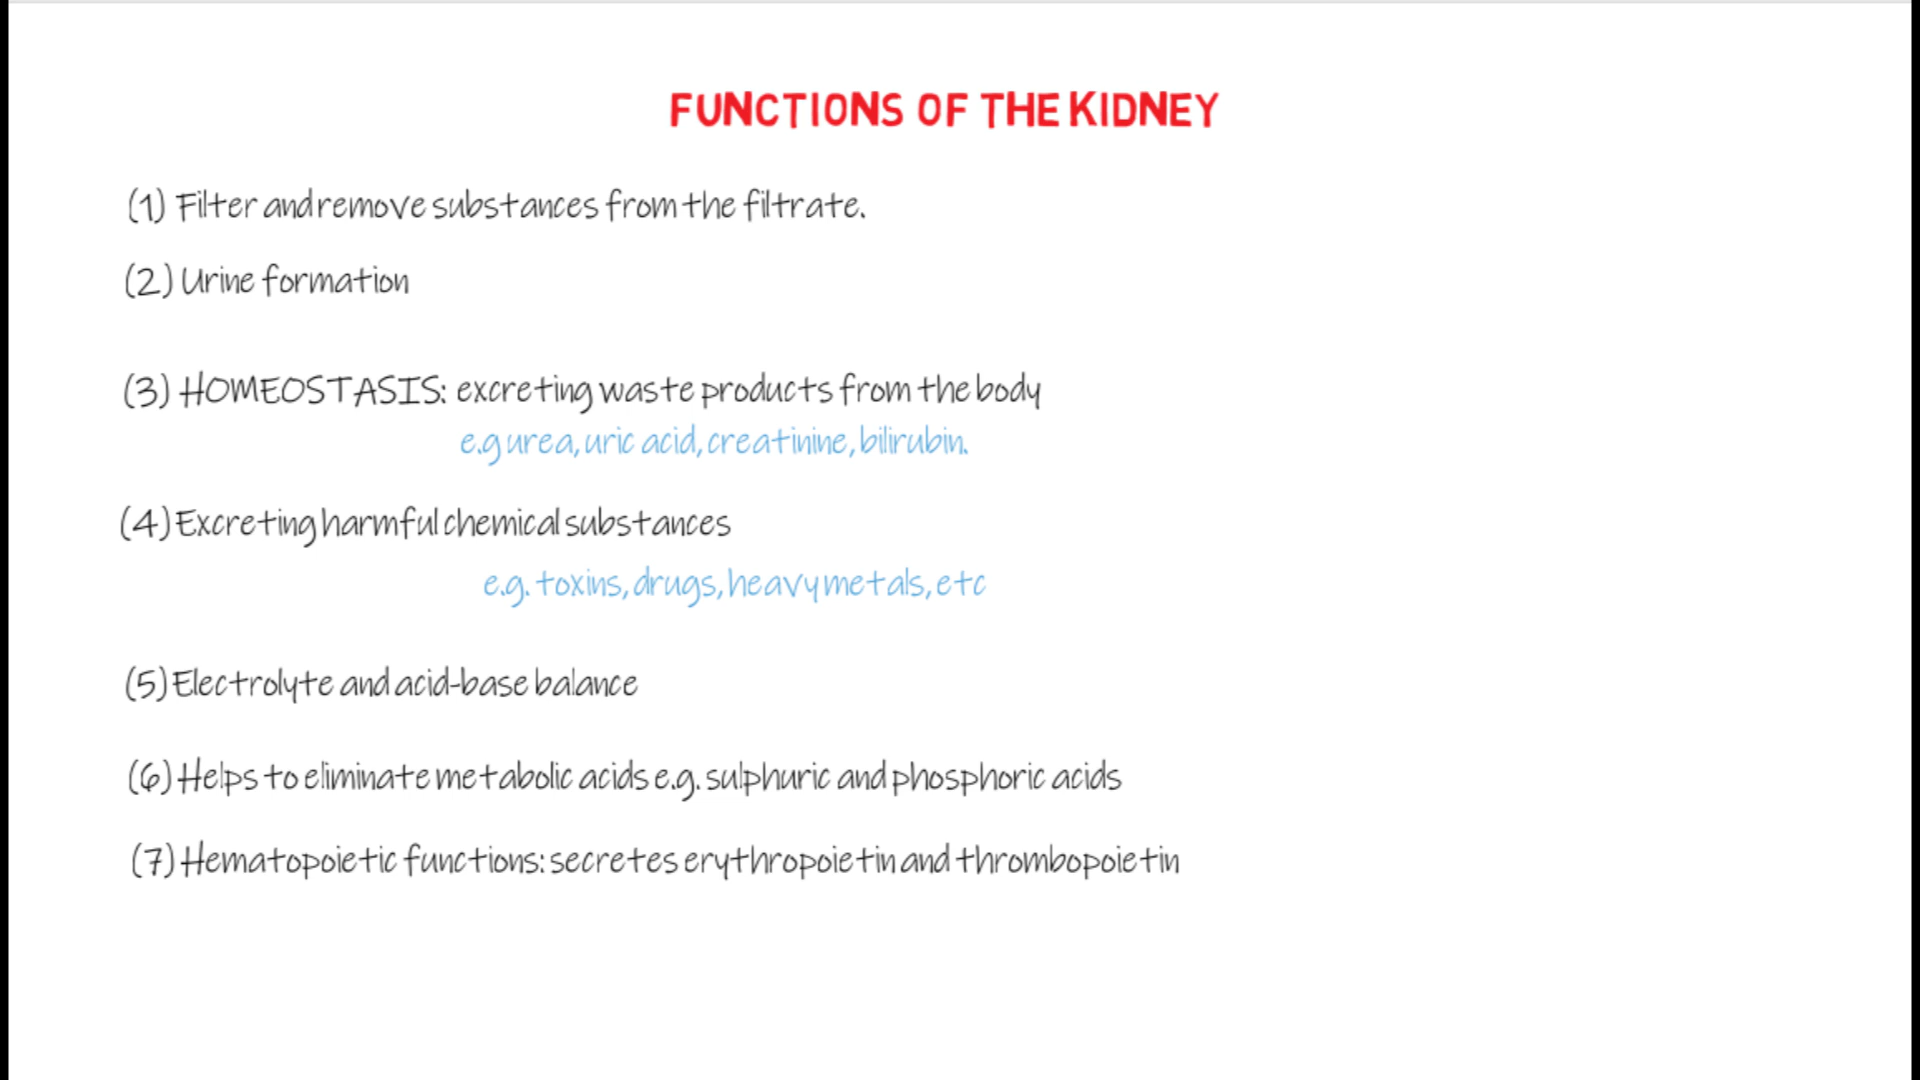 FUNCTIONS OF THE KIDNEY
(1) Filter and remove substances from the filtrate.
(2) Urine formation
(3) HOMEOSTASIS: excreting waste products from the body
e.g urea, uric acid, creatinine, bilirubin.
(4) Excreting harmful chemical substances
e.g. toxins, drugs, heavy metals, etc
(5) Electrolyte and acid-base balance
(6) Helps to eliminate metabolic acids e.g. sulphuric and phosphoric acids
(7) Hematopoietic functions: secretes erythropoietin and thrombopoietin